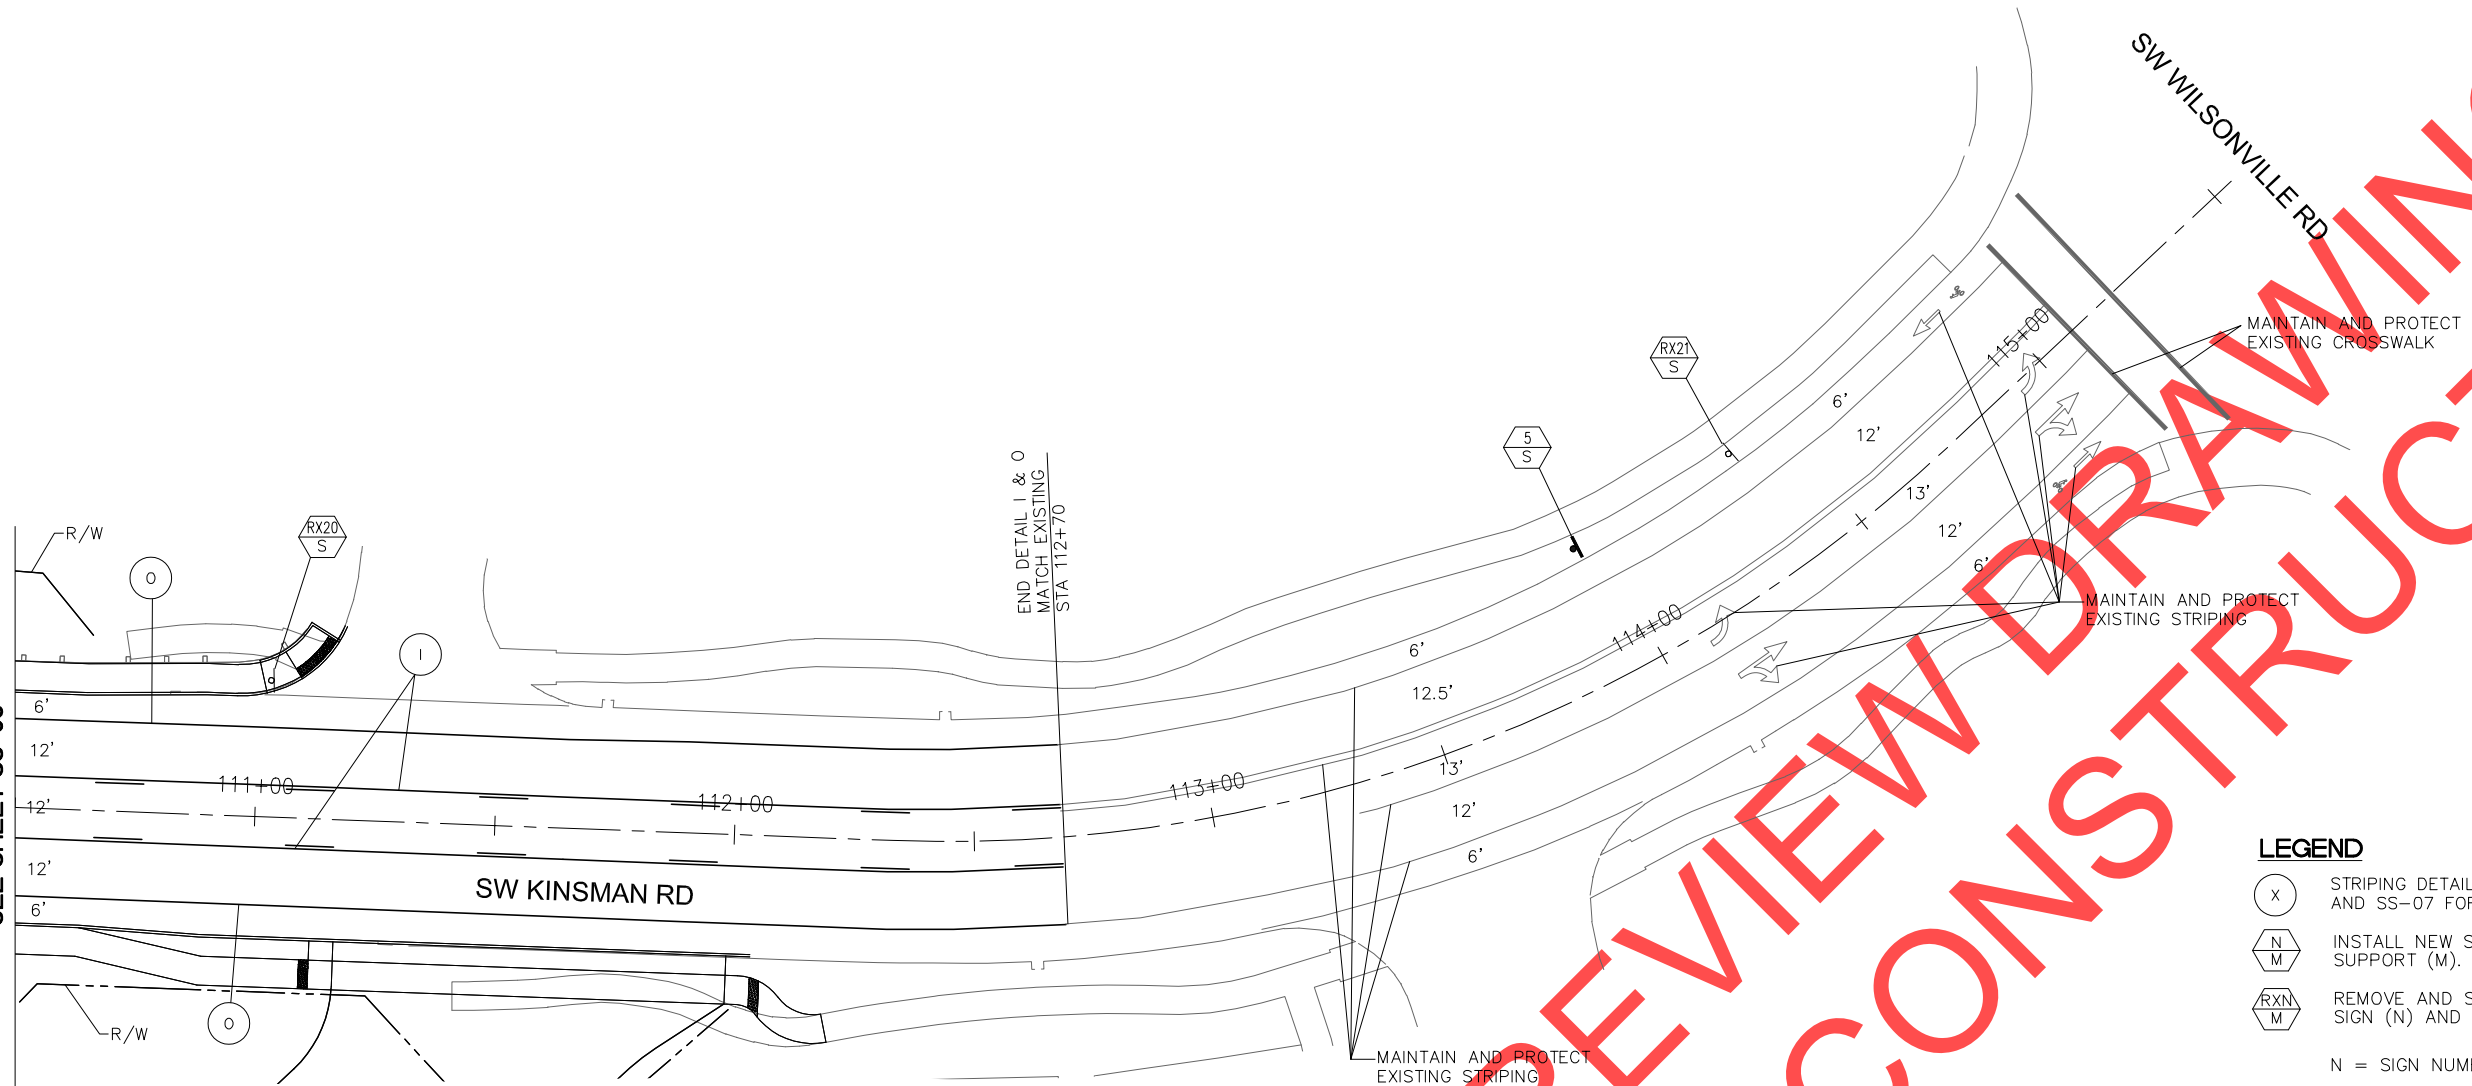 SW WILSONVILLE RD
115+00
MAINTAIN AND PROTECT
EXISTING CROSSWALK
RX21
S
6'
12'
5
S
13'
12'
6'
END DETAIL I & O
MATCH EXISTING
STA 112+70
RX20
S
R/W
O
I
MAINTAIN AND PROTECT
EXISTING STRIPING
114+00
6'
12.5'
6'
12'
111+00
12'
112+00
113+00
13'
12'
12'
6'
6'
SW KINSMAN RD
R/W
O
MAINTAIN AND PROTECT
EXISTING STRIPING
LEGEND
X
STRIPING DETAIL
AND SS-07 FOR
N
M
INSTALL NEW S
SUPPORT (M).
RXN
M
REMOVE AND S
SIGN (N) AND
N = SIGN NUM
EVIEW DRAWING
CONSTRUCT